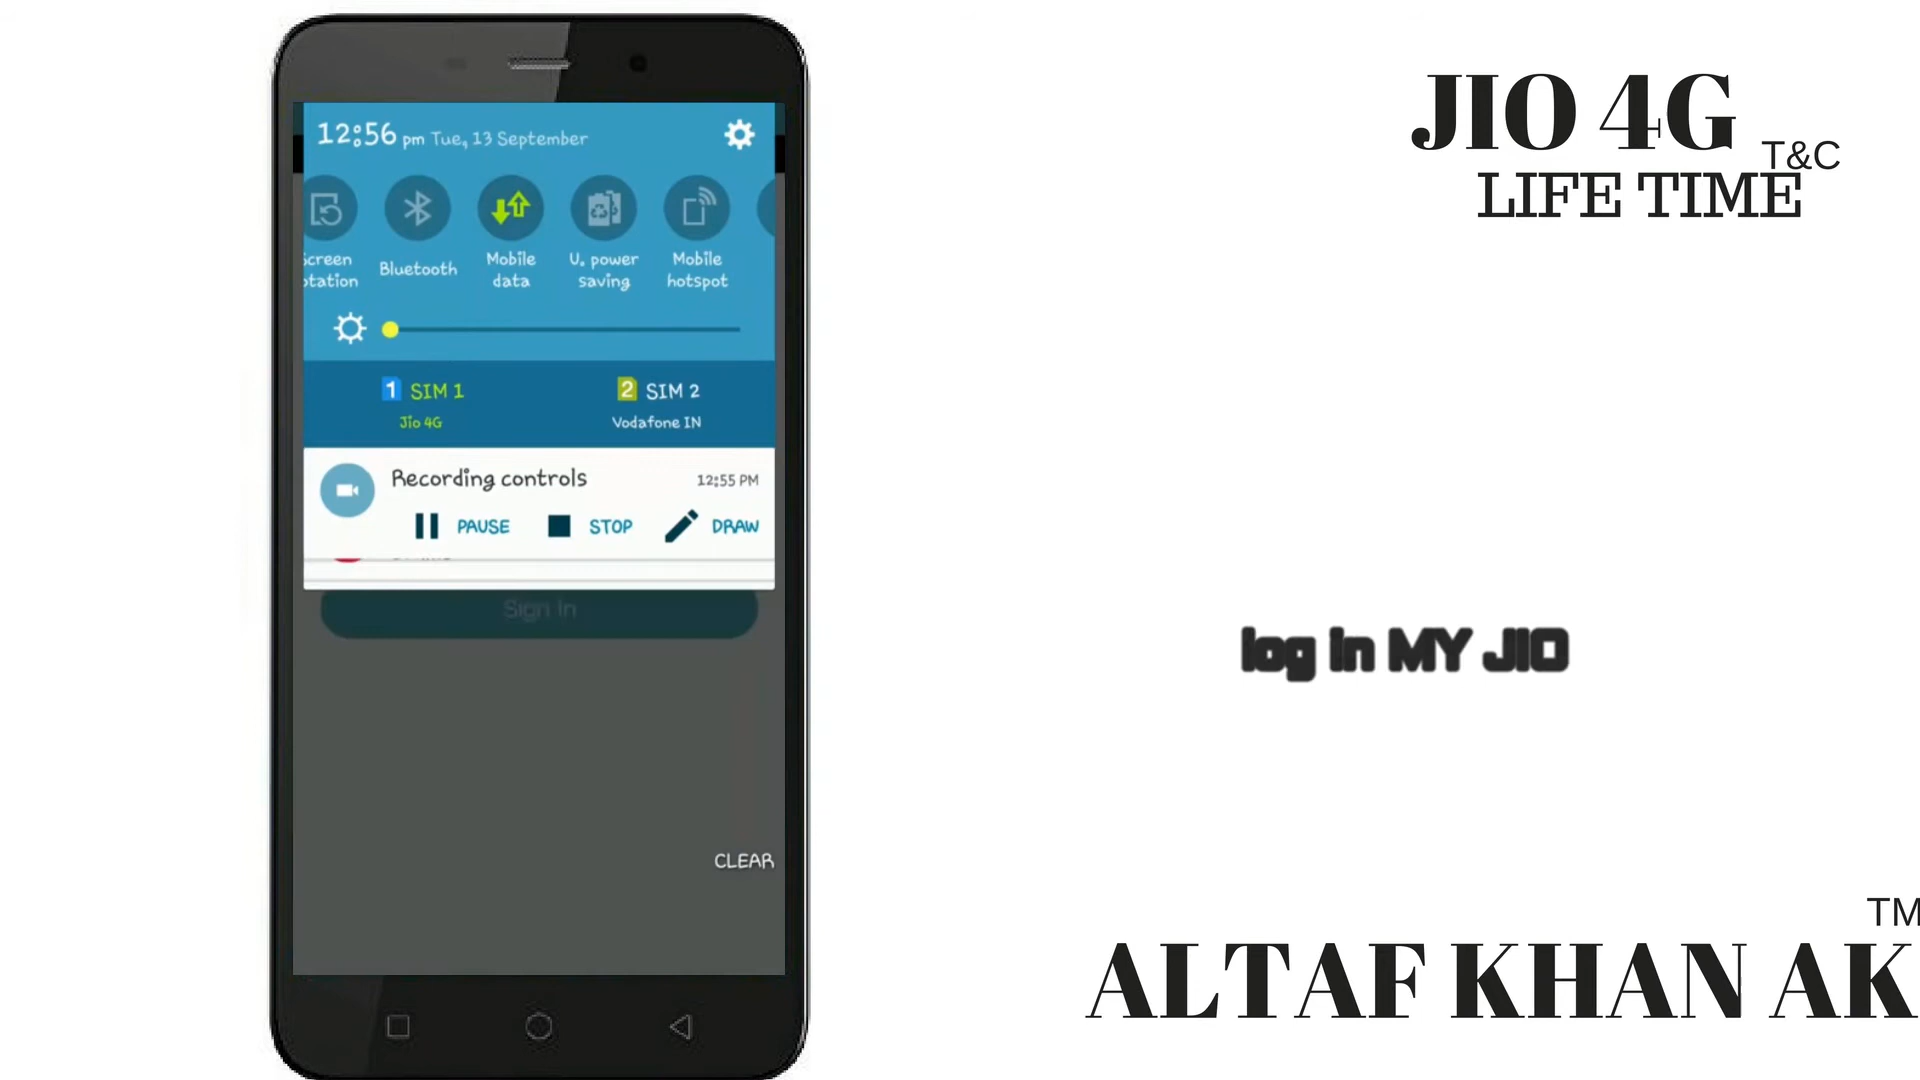 12:56 pm Tue, 13 September
Screen
otation
Bluetooth
Mobile
data
U. power
saving
Mobile
hotspot
1 SIM 1
Jio 4G
2 SIM 2
Vodafone IN
Recording controls 12:55 PM
PAUSE STOP DRAW
Sign In
CLEAR
JIO 4G
T&C
LIFE TIME
log in MY JIO
TM
ALTAF KHAN AK